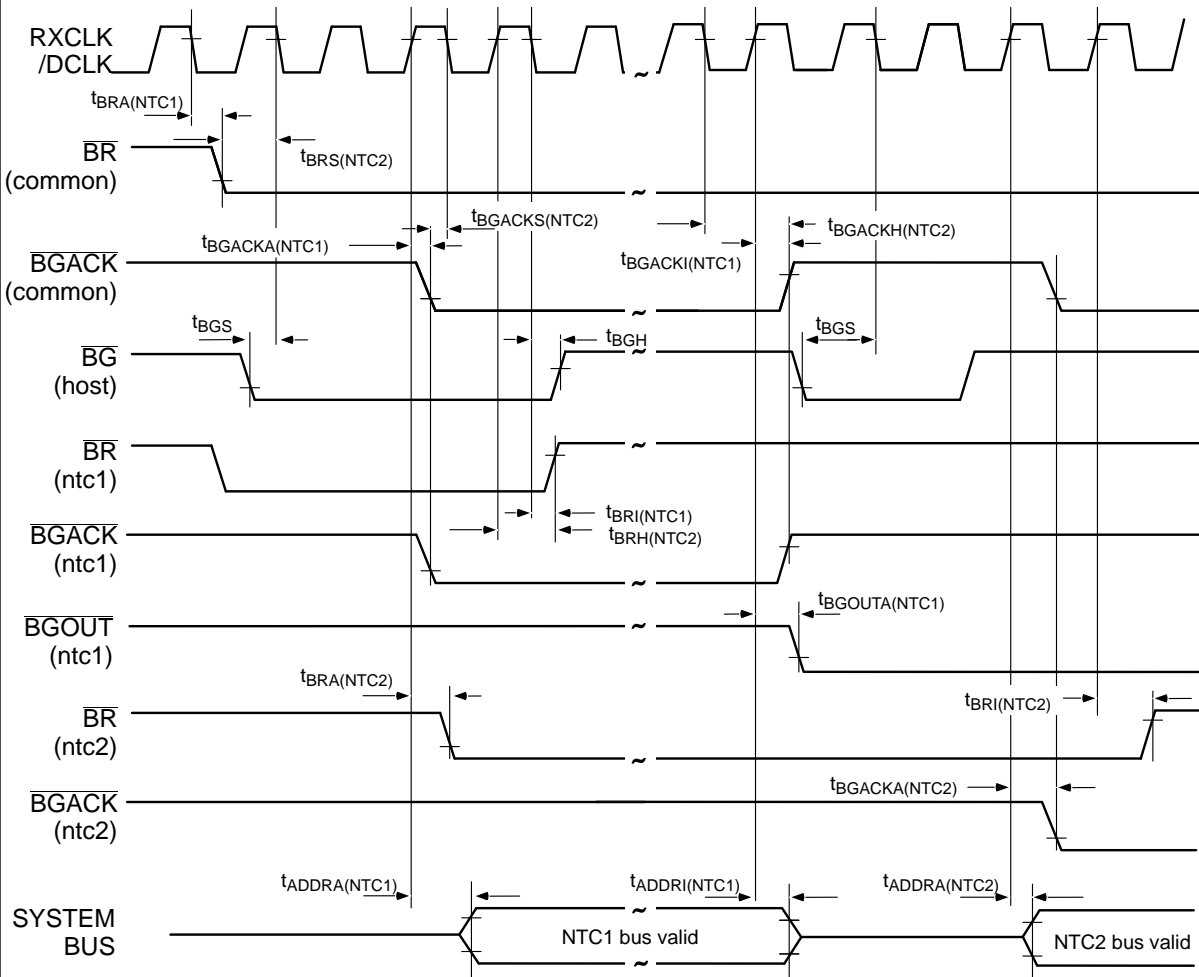 RXCLK
/DCLK
~
tBRA(NTC1)
BR
(common)
tBRS(NTC2)
~
tBGACKS(NTC2)
tBGACKA(NTC1)
tBGACKH(NTC2)
tBGACKI(NTC1)
BGACK
(common)
~
tBGS
tBGH
tBGS
BG
(host)
~
BR
(ntc1)
~
tBRI(NTC1)
tBRH(NTC2)
BGACK
(ntc1)
~
tBGOUTA(NTC1)
BGOUT
(ntc1)
~
tBRA(NTC2)
tBRI(NTC2)
BR
(ntc2)
~
tBGACKA(NTC2)
BGACK
(ntc2)
tADDRA(NTC1)
tADDRI(NTC1)
tADDRA(NTC2)
SYSTEM
BUS
~
NTC1 bus valid
NTC2 bus valid
~